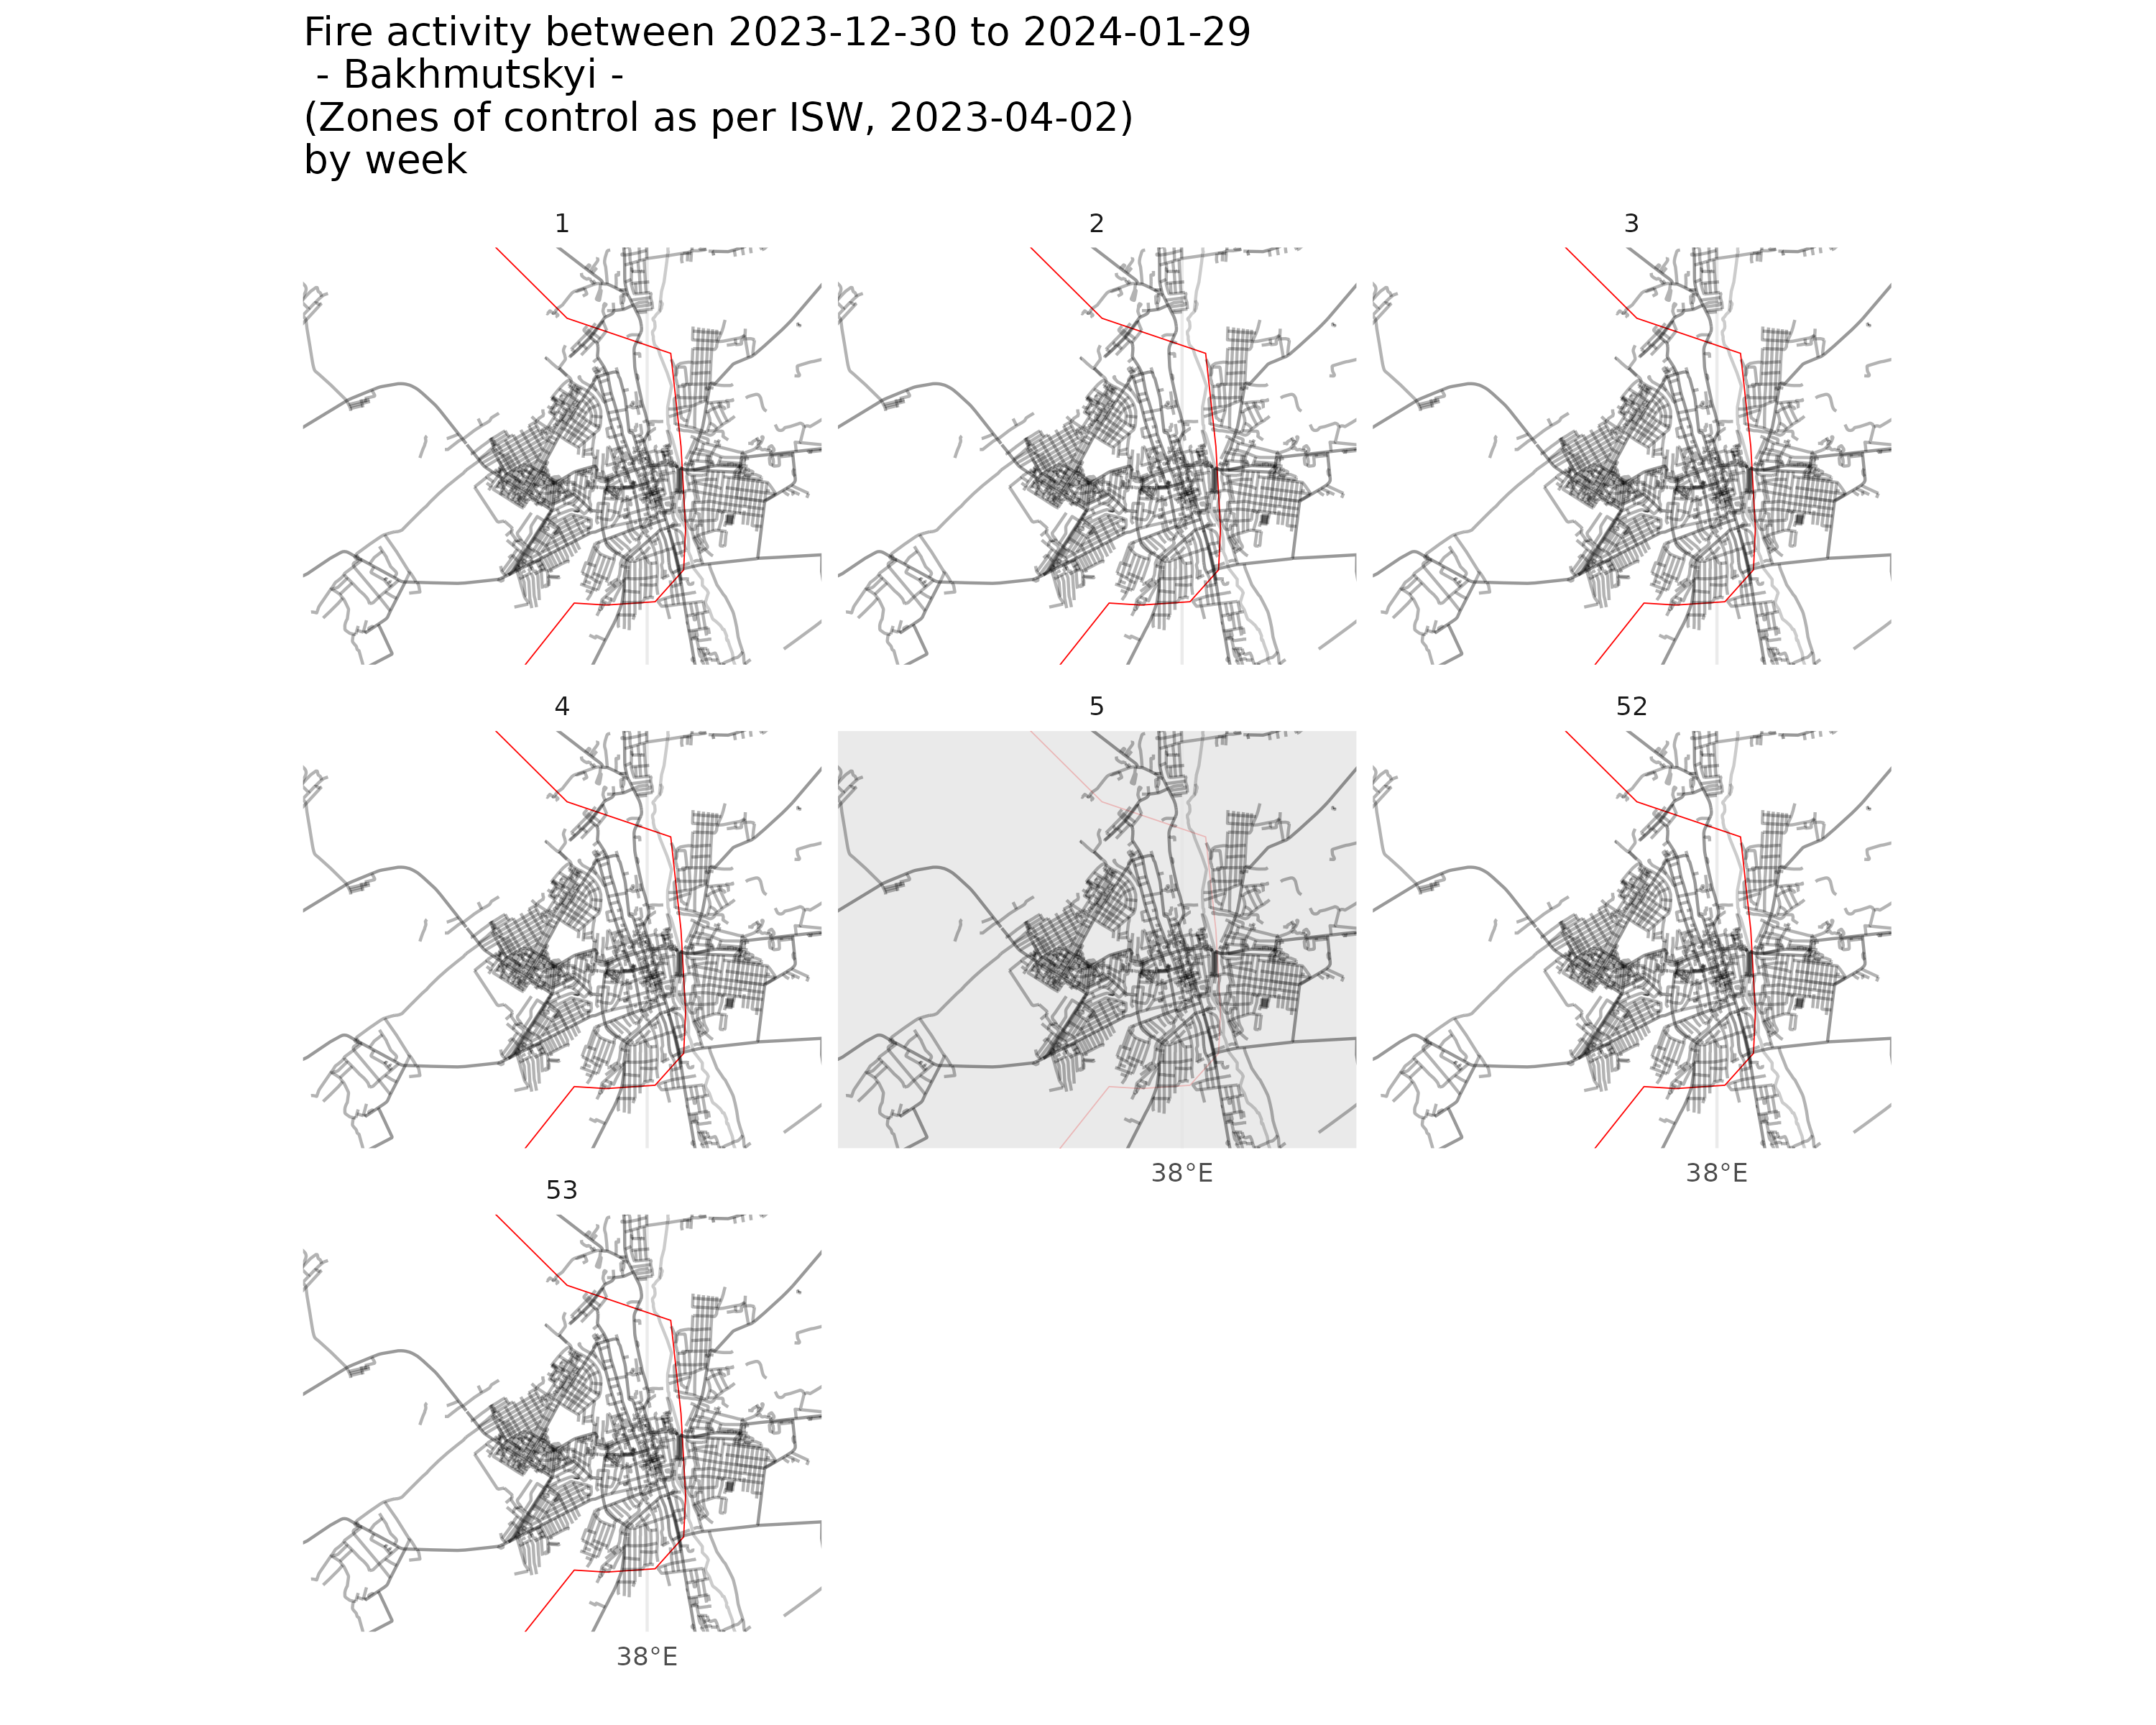 Fire activity between 2023-12-30 to 2024-01-29
- Bakhmutskyi -
(Zones of control as per ISW, 2023-04-02)
by week
1
2
3
4
5
52
38°E
38°E
53
38°E